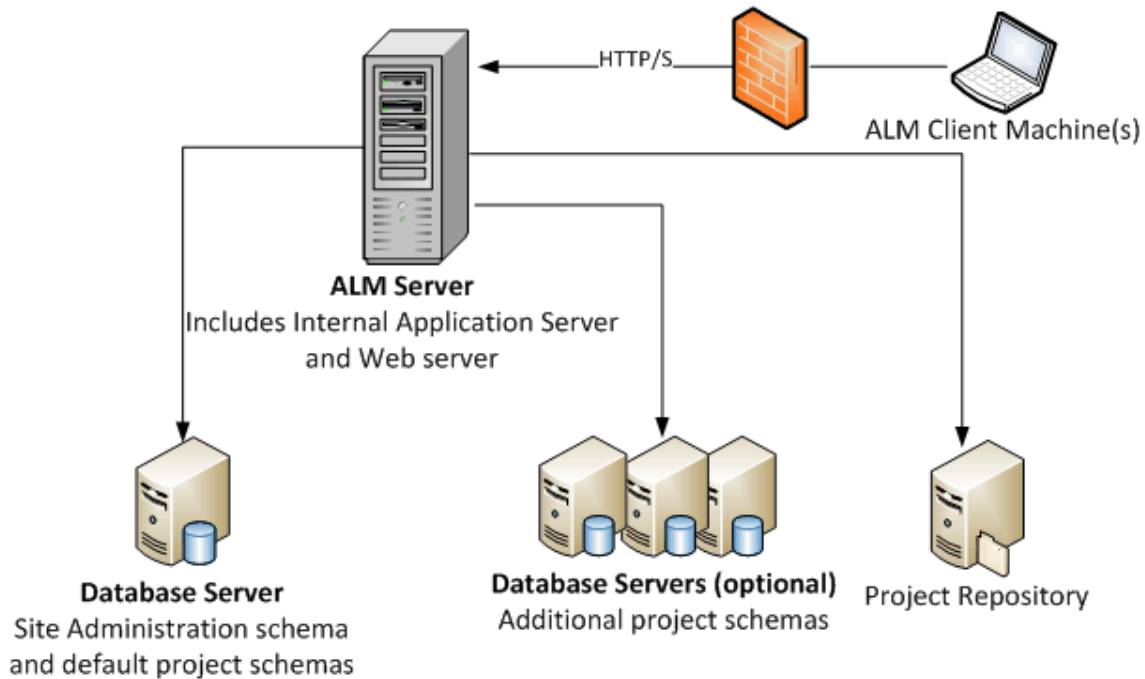 HTTP/S
ALM Client Machine(s)
ALM Server
Includes Internal Application Server
and Web server
Database Server
Site Administration schema
and default project schemas
Database Servers (optional)
Additional project schemas
Project Repository